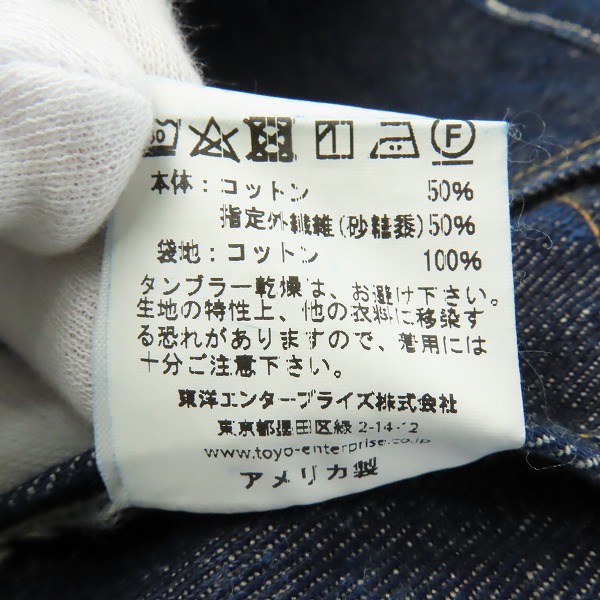 本体：コットン 50%
指定外繊維(砂糖黍)50%
袋地：コットン 100%
タンブラー乾燥は、お避け下さい。
生地の特性上、他の衣料に移染す
る恐れがありますので、着用には
十分ご注意下さい。
東洋エンタープライズ株式会社
東京都墨田区緑 2-14-12
www.toyo-enterprise.co.jp
アメリカ製